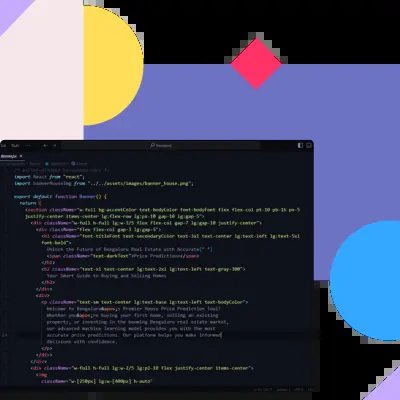 Banner.jsx
import React from "react";
import bannerhouseimg from "../../assets/images/banner_house.png";
export default function Banner() {
return (
<section className="w-full bg-accentColor text-bodyColor bodyFont flex flex-col pt-10 pb-16 px-5
justify-center items-center lg:flex-row lg:px-10 gap-10 lg:gap-5">
<div className="w-full h-full lg:w-3/5 flex flex-col gap-7 lg:gap-10 justify-center">
<div className="flex flex-col gap-3 lg:gap-5">
<h1 className="titleFont text-secondaryColor text-3xl text-center lg:text-left lg:text-5xl
font-bold">
Unlock the Future of Bengaluru Real Estate with Accurate{" "}
<span className="text-darkText">Price Predictions</span>
</h1>
<h2 className="text-xl text-center lg:text-2xl lg:text-left text-gray-300">
Your Smart Guide to Buying and Selling Homes
</h2>
</div>
<div>
<p className="text-sm text-center lg:text-base lg:text-left text-bodyColor">
Welcome to Bengaluru&apos;s Premier House Price Prediction Tool!
Whether you&apos;re buying your first home, selling an existing
property, or investing in the booming Bengaluru real estate market,
our advanced machine learning model provides you with the most
accurate price predictions. Our platform helps you make informed
decisions with confidence.
</p>
</div>
</div>
<div className="w-full h-full lg:w-2/5 lg:pl-10 flex justify-center items-center">
<img
className="w-[250px] lg:w-[400px] h-auto"